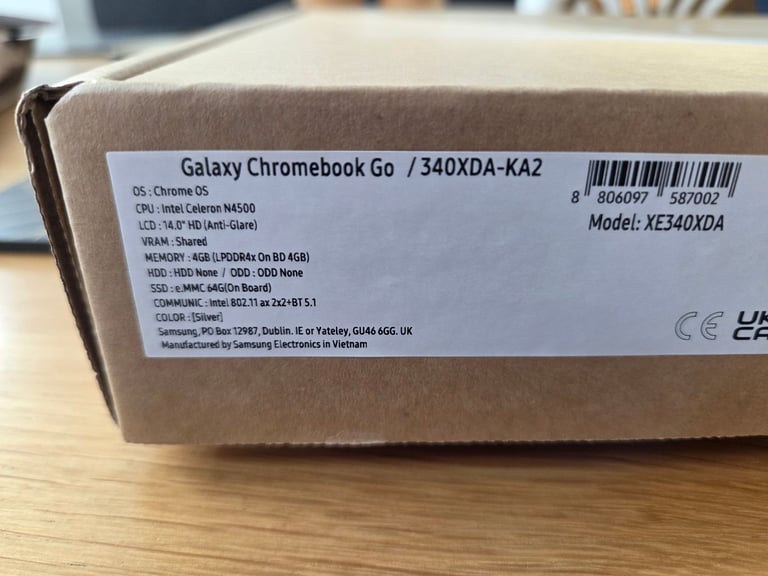 Galaxy Chromebook Go / 340XDA-KA2
OS : Chrome OS
CPU : Intel Celeron N4500
LCD : 14.0" HD (Anti-Glare)
VRAM : Shared
MEMORY : 4GB (LPDDR4x On BD 4GB)
HDD : HDD None / ODD : ODD None
SSD : e.MMC 64G(On Board)
COMMUNIC : Intel 802.11 ax 2x2+BT 5.1
COLOR : [Silver]
Samsung, PO Box 12987, Dublin. IE or Yateley, GU46 6GG. UK
Manufactured by Samsung Electronics in Vietnam
8 806097 587002
Model: XE340XDA
CE
UK
CA